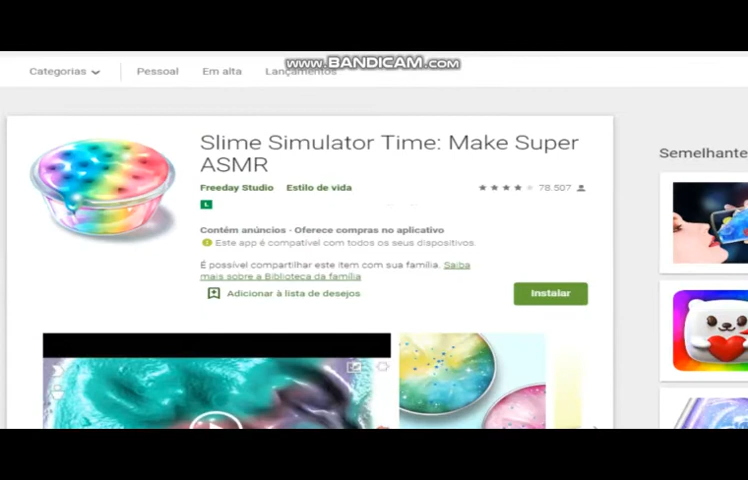 www.BANDICAM.com
Categorias
Pessoal
Em alta
Lançamentos
Slime Simulator Time: Make Super
ASMR
Freeday Studio Estilo de vida
78.507
L
Contém anúncios · Oferece compras no aplicativo
Este app é compatível com todos os seus dispositivos.
É possível compartilhar este item com sua família. Saiba
mais sobre a Biblioteca da família
Adicionar à lista de desejos
Instalar
Semelhante